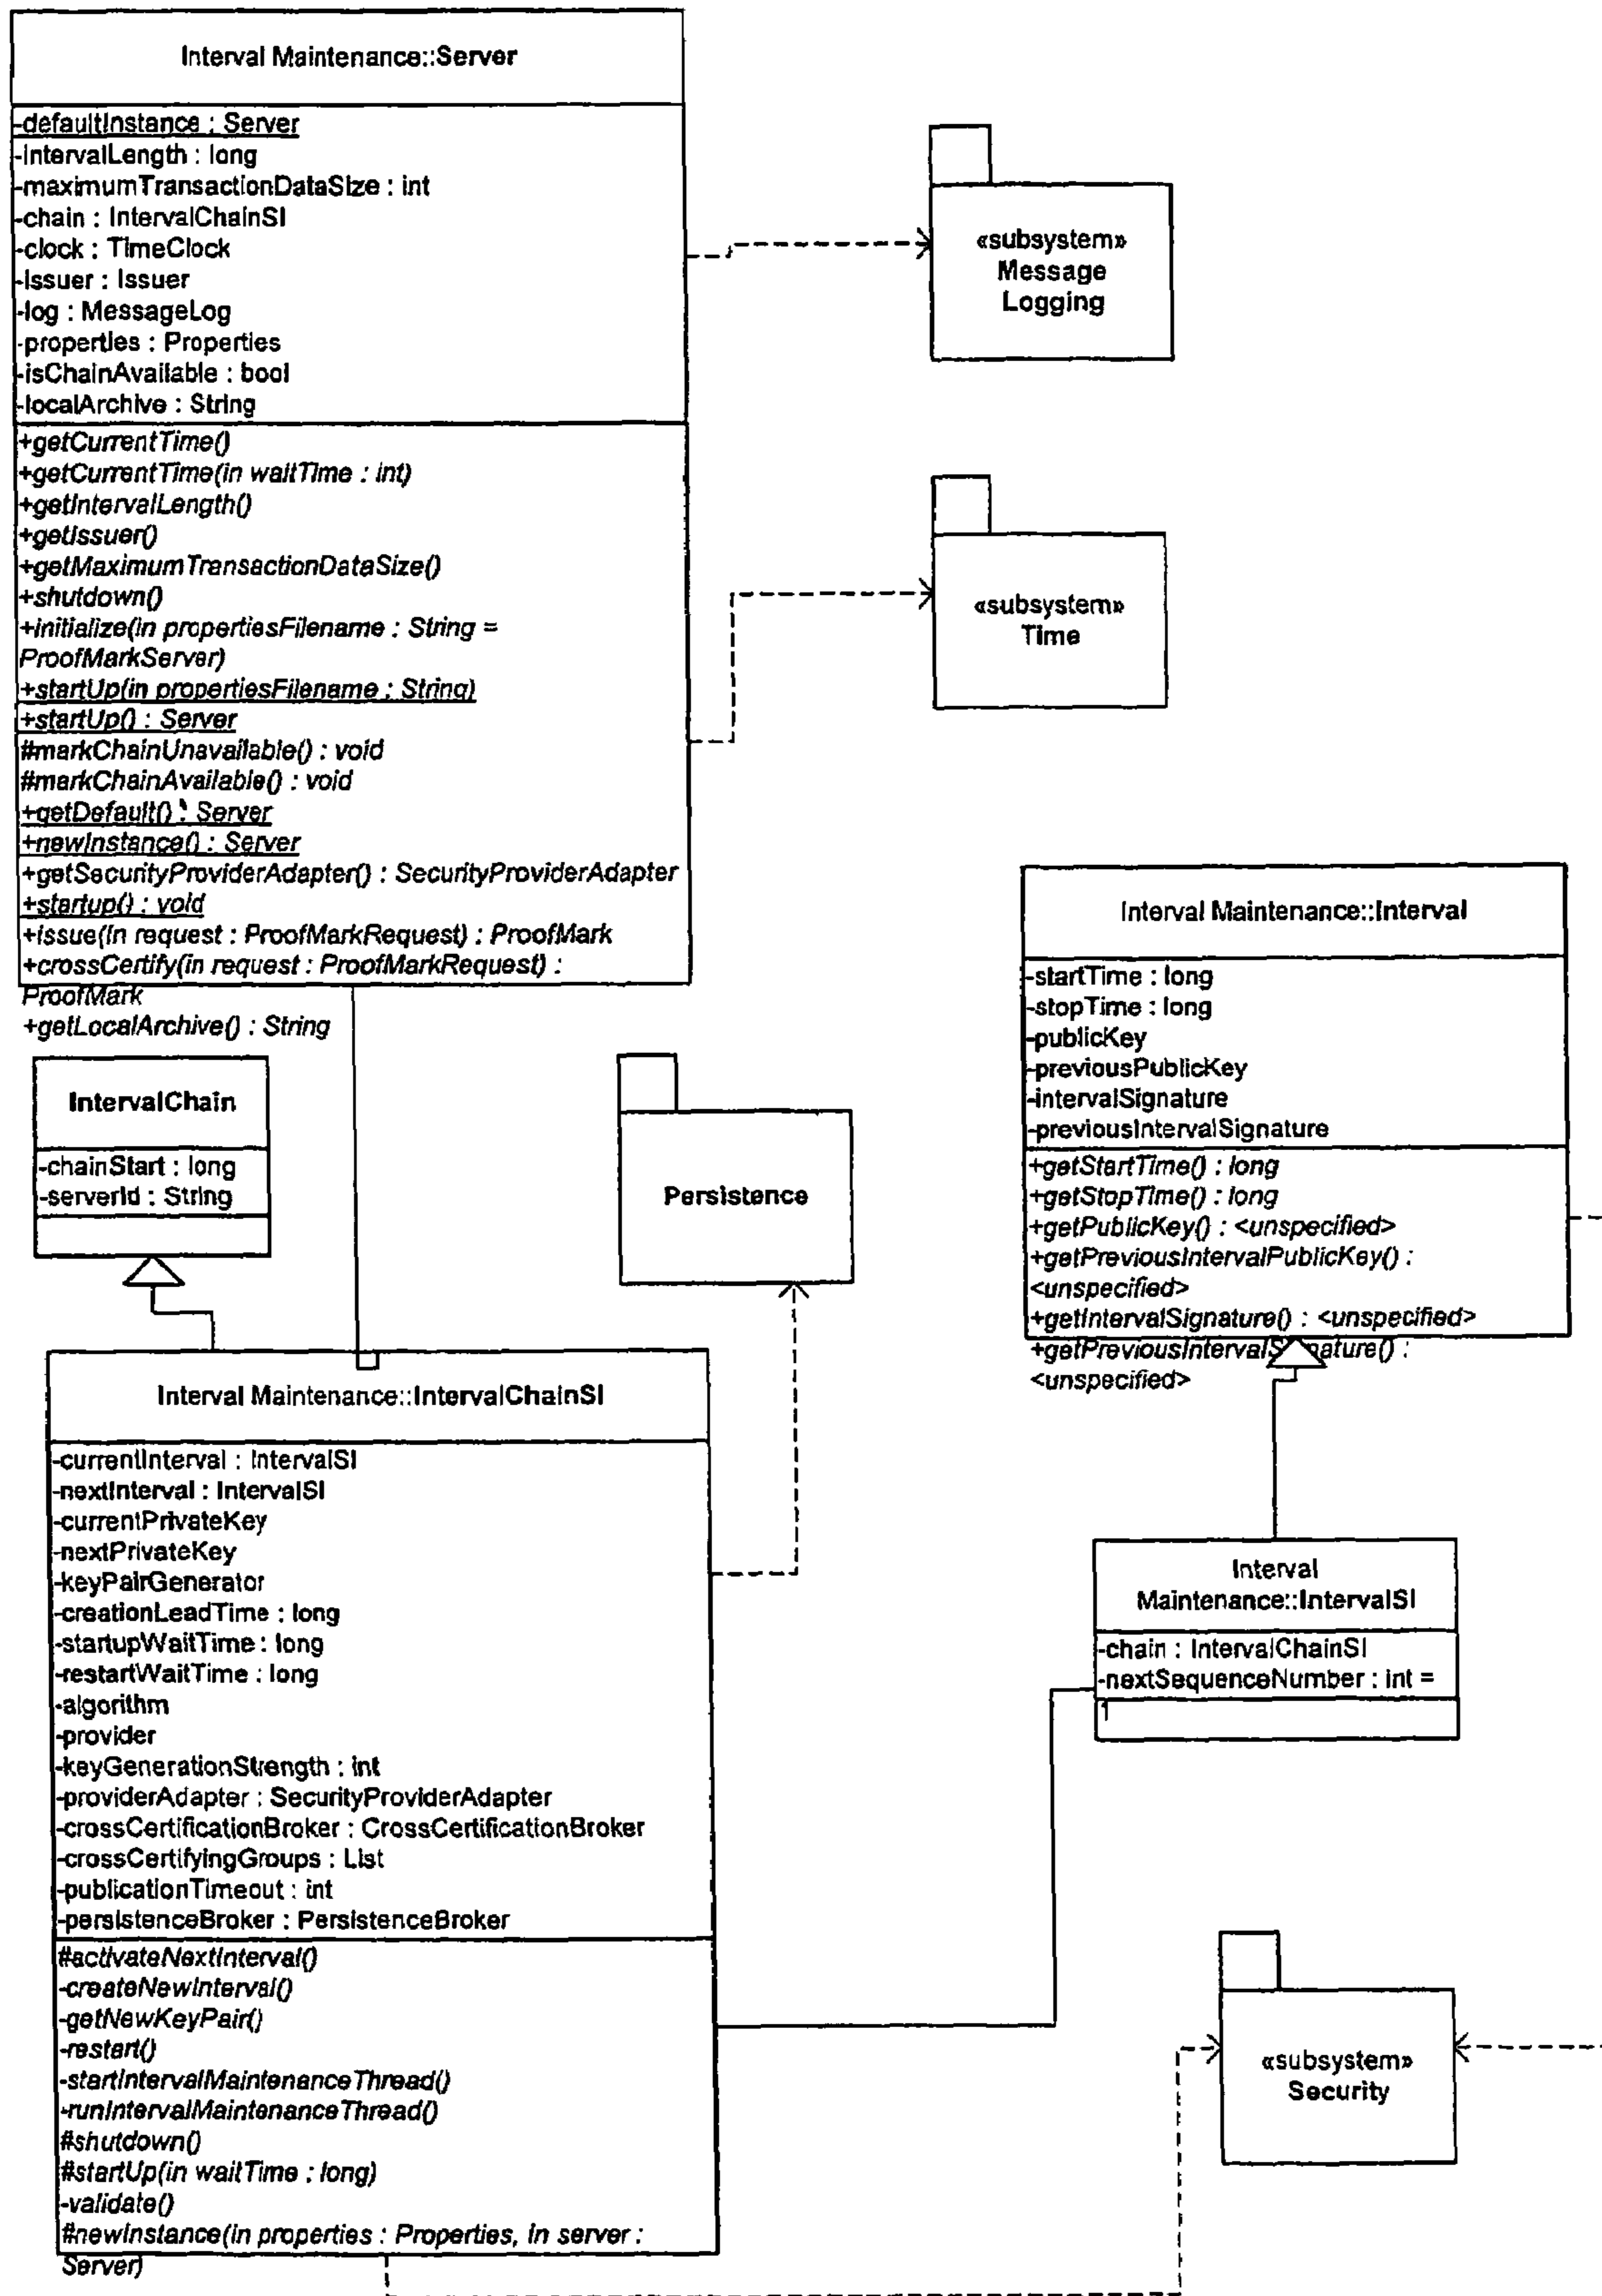 Interval Maintenance::Server
-defaultInstance : Server
-intervalLength : long
-maximumTransactionDataSize : int
-chain : IntervalChainSI
-clock : TimeClock
-issuer : Issuer
-log : MessageLog
-properties : Properties
-isChainAvailable : bool
-localArchive : String
+getCurrentTime()
+getCurrentTime(in waitTime : int)
+getIntervalLength()
+getIssuer()
+getMaximumTransactionDataSize()
+shutdown()
+initialize(in propertiesFilename : String =
ProofMarkServer)
+startUp(in propertiesFilename : String)
+startUp() : Server
#markChainUnavailable() : void
#markChainAvailable() : void
+getDefault() : Server
+newInstance() : Server
+getSecurityProviderAdapter() : SecurityProviderAdapter
+startup() : void
+issue(in request : ProofMarkRequest) : ProofMark
+crossCertify(in request : ProofMarkRequest) :
ProofMark
+getLocalArchive() : String
«subsystem»
Message
Logging
«subsystem»
Time
Interval Maintenance::Interval
-startTime : long
-stopTime : long
-publicKey
-previousPublicKey
-intervalSignature
-previousIntervalSignature
+getStartTime() : long
+getStopTime() : long
+getPublicKey() : <unspecified>
+getPreviousIntervalPublicKey() :
<unspecified>
+getIntervalSignature() : <unspecified>
+getPreviousIntervalSignature() :
<unspecified>
IntervalChain
-chainStart : long
-serverId : String
Persistence
Interval Maintenance::IntervalChainSI
-currentInterval : IntervalSI
-nextInterval : IntervalSI
-currentPrivateKey
-nextPrivateKey
-keyPairGenerator
-creationLeadTime : long
-startupWaitTime : long
-restartWaitTime : long
-algorithm
-provider
-keyGenerationStrength : int
-providerAdapter : SecurityProviderAdapter
-crossCertificationBroker : CrossCertificationBroker
-crossCertifyingGroups : List
-publicationTimeout : int
-persistenceBroker : PersistenceBroker
#activateNextInterval()
-createNewInterval()
-getNewKeyPair()
-restart()
-startIntervalMaintenanceThread()
-runIntervalMaintenanceThread()
#shutdown()
#startUp(in waitTime : long)
-validate()
#newInstance(in properties : Properties, in server :
Server)
Interval
Maintenance::IntervalSI
-chain : IntervalChainSI
-nextSequenceNumber : int =
1
«subsystem»
Security